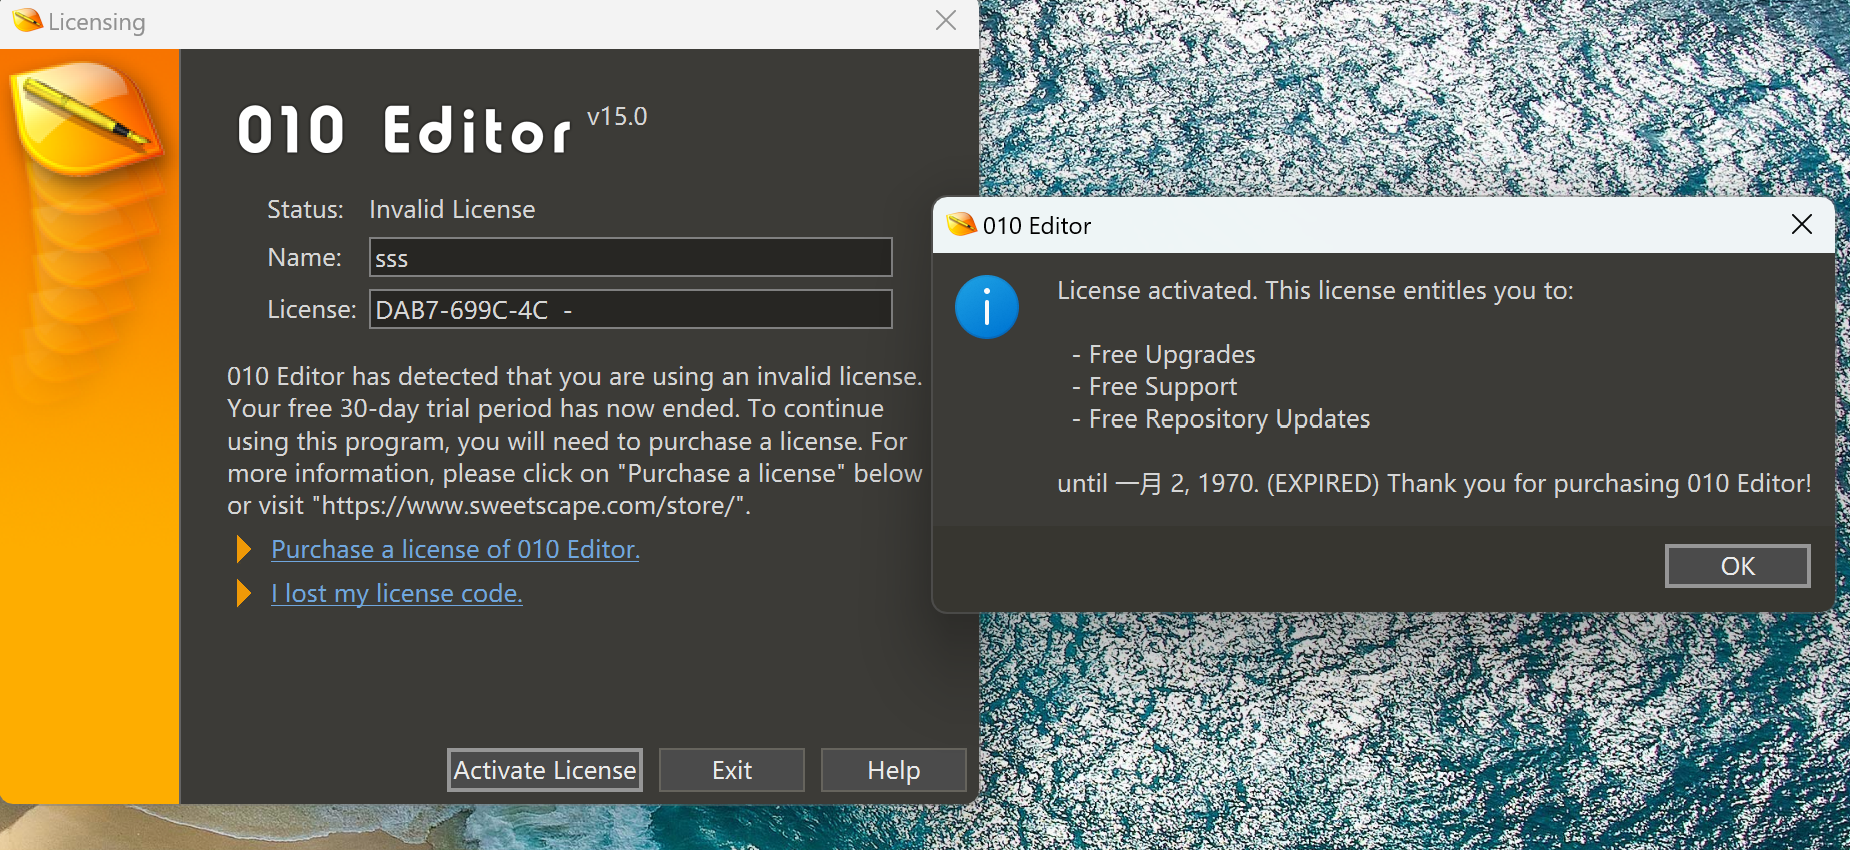 Licensing
010 Editor v15.0
Status: Invalid License
Name: sss
License: DAB7-699C-4C  -
010 Editor has detected that you are using an invalid license.
Your free 30-day trial period has now ended. To continue
using this program, you will need to purchase a license. For
more information, please click on "Purchase a license" below
or visit "https://www.sweetscape.com/store/".
Purchase a license of 010 Editor.
I lost my license code.
Activate License
Exit
Help
010 Editor
License activated. This license entitles you to:
- Free Upgrades
- Free Support
- Free Repository Updates
until 一月 2, 1970. (EXPIRED) Thank you for purchasing 010 Editor!
OK